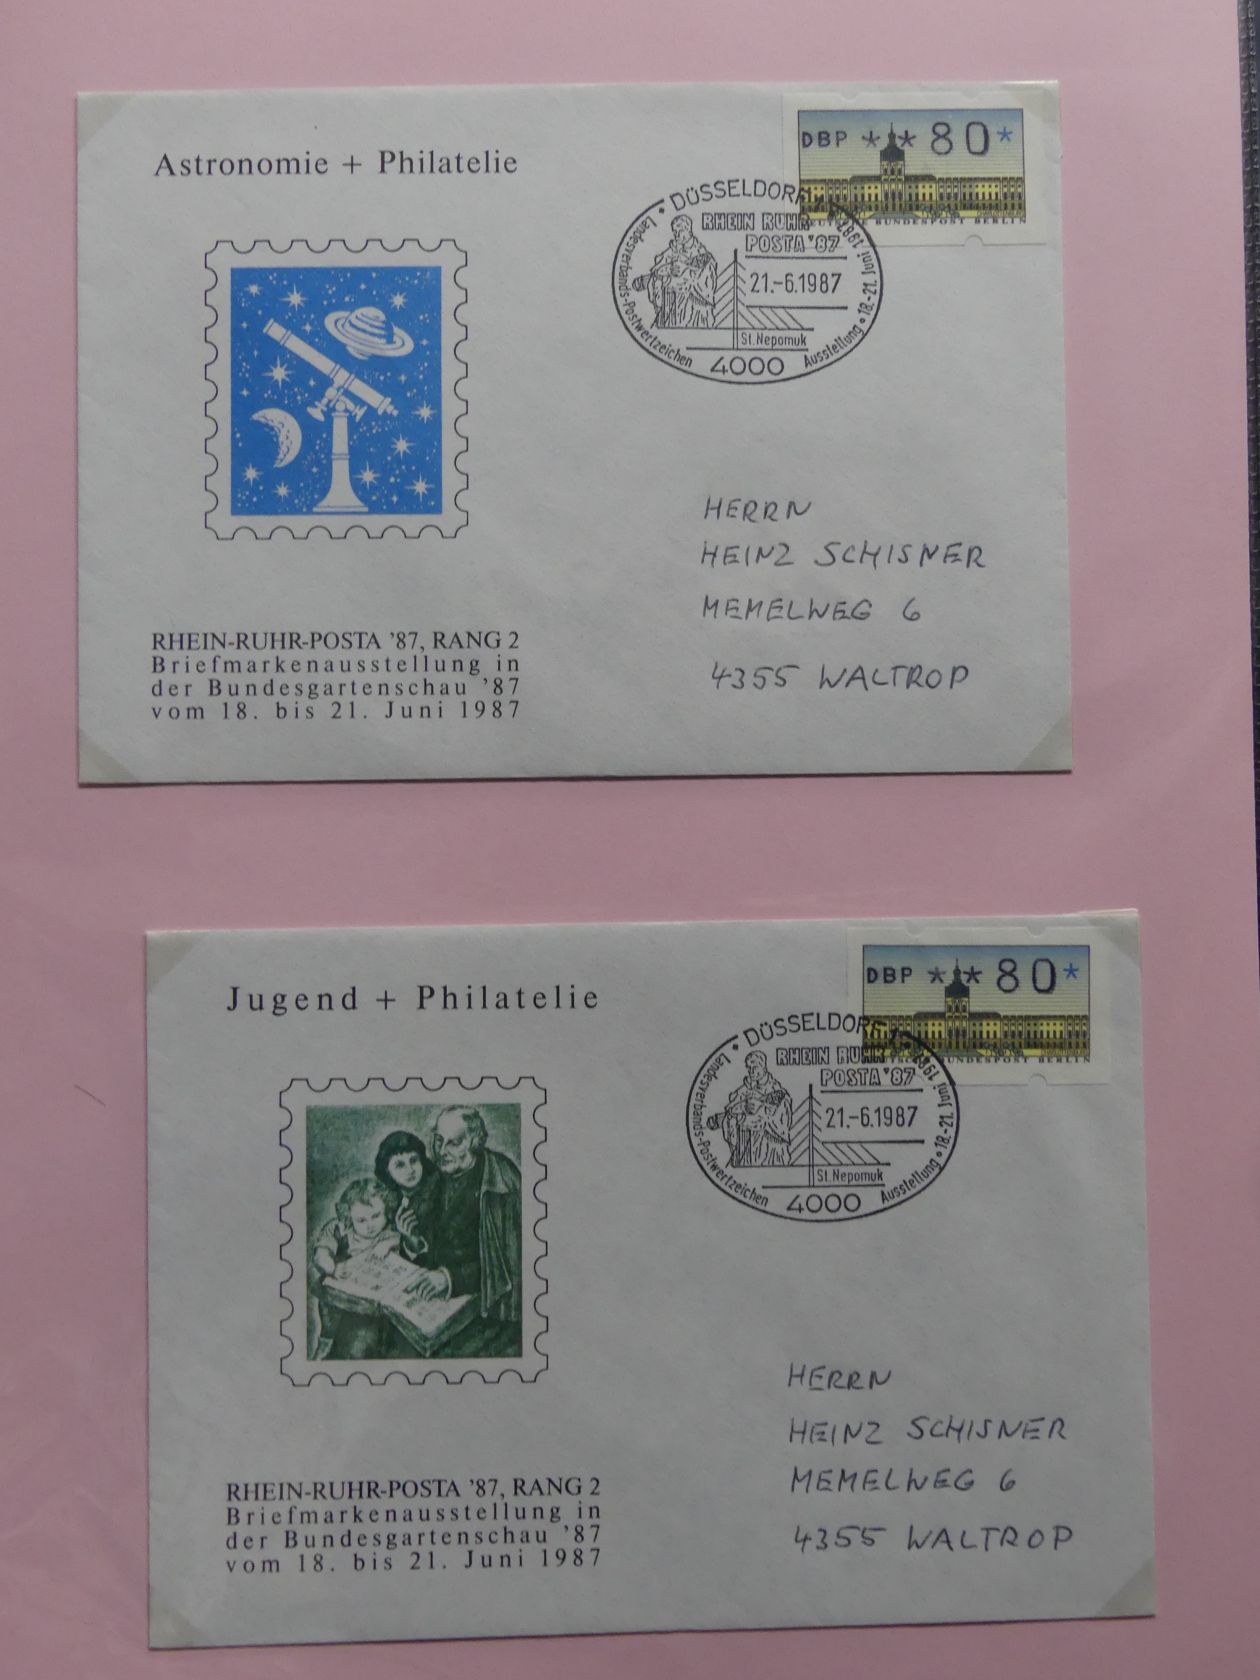 Astronomie + Philatelie
DBP ** 80*
DEUTSCHE BUNDESPOST BERLIN
DÜSSELDORF 1
RHEIN RUHR
POSTA '87
21.-6.1987
St. Nepomuk
4000
Landesverbands-Postwertzeichen Ausstellung • 18.-21. Juni 1987
HERRN
HEINZ SCHISNER
MEMELWEG 6
4355 WALTROP
RHEIN-RUHR-POSTA '87, RANG 2
Briefmarkenausstellung in
der Bundesgartenschau '87
vom 18. bis 21. Juni 1987
Jugend + Philatelie
DBP ** 80*
DEUTSCHE BUNDESPOST BERLIN
DÜSSELDORF 1
RHEIN RUHR
POSTA '87
21.-6.1987
St. Nepomuk
4000
Landesverbands-Postwertzeichen Ausstellung • 18.-21. Juni 1987
HERRN
HEINZ SCHISNER
MEMELWEG 6
4355 WALTROP
RHEIN-RUHR-POSTA '87, RANG 2
Briefmarkenausstellung in
der Bundesgartenschau '87
vom 18. bis 21. Juni 1987